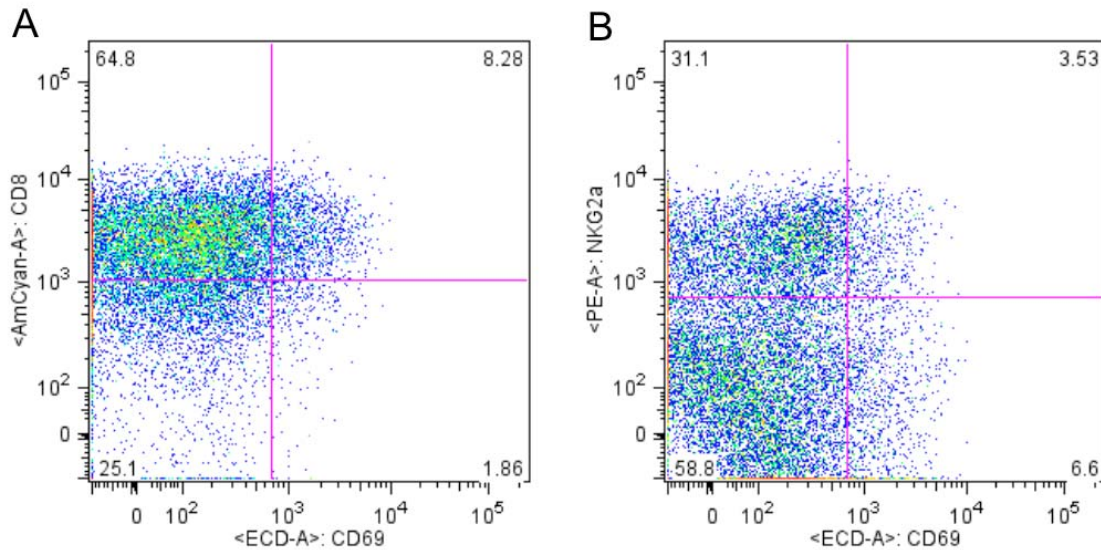 A
64.8
8.28
10^5
10^4
10^3
10^2
0
25.1
1.86
<AmCyan-A>: CD8
0 10^2 10^3 10^4 10^5
<ECD-A>: CD69
B
31.1
3.53
10^5
10^4
10^3
10^2
0
58.8
6.6
<PE-A>: NKG2a
0 10^2 10^3 10^4 10^5
<ECD-A>: CD69